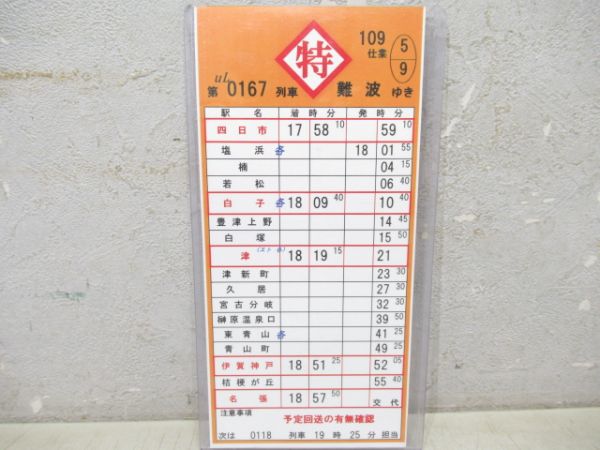 特 109 5
仕業 9
第 ul 0167 列車 難波 ゆき
駅名 着時分 発時分
四日市 17 58 10 59 10
塩浜 18 01 55
楠 04 15
若松 06 40
白子 18 09 40 10 40
豊津上野 14 45
白塚 15 50
津 18 19 15 21
津新町 23 30
久居 27 30
宮古分岐 32 30
榊原温泉口 39 50
東青山 41 25
青山町 49 25
伊賀神戸 18 51 25 52 05
桔梗が丘 55 40
名張 18 57 50 交代
注意事項 予定回送の有無確認
次は 0118 列車 19 時 25 分 担当